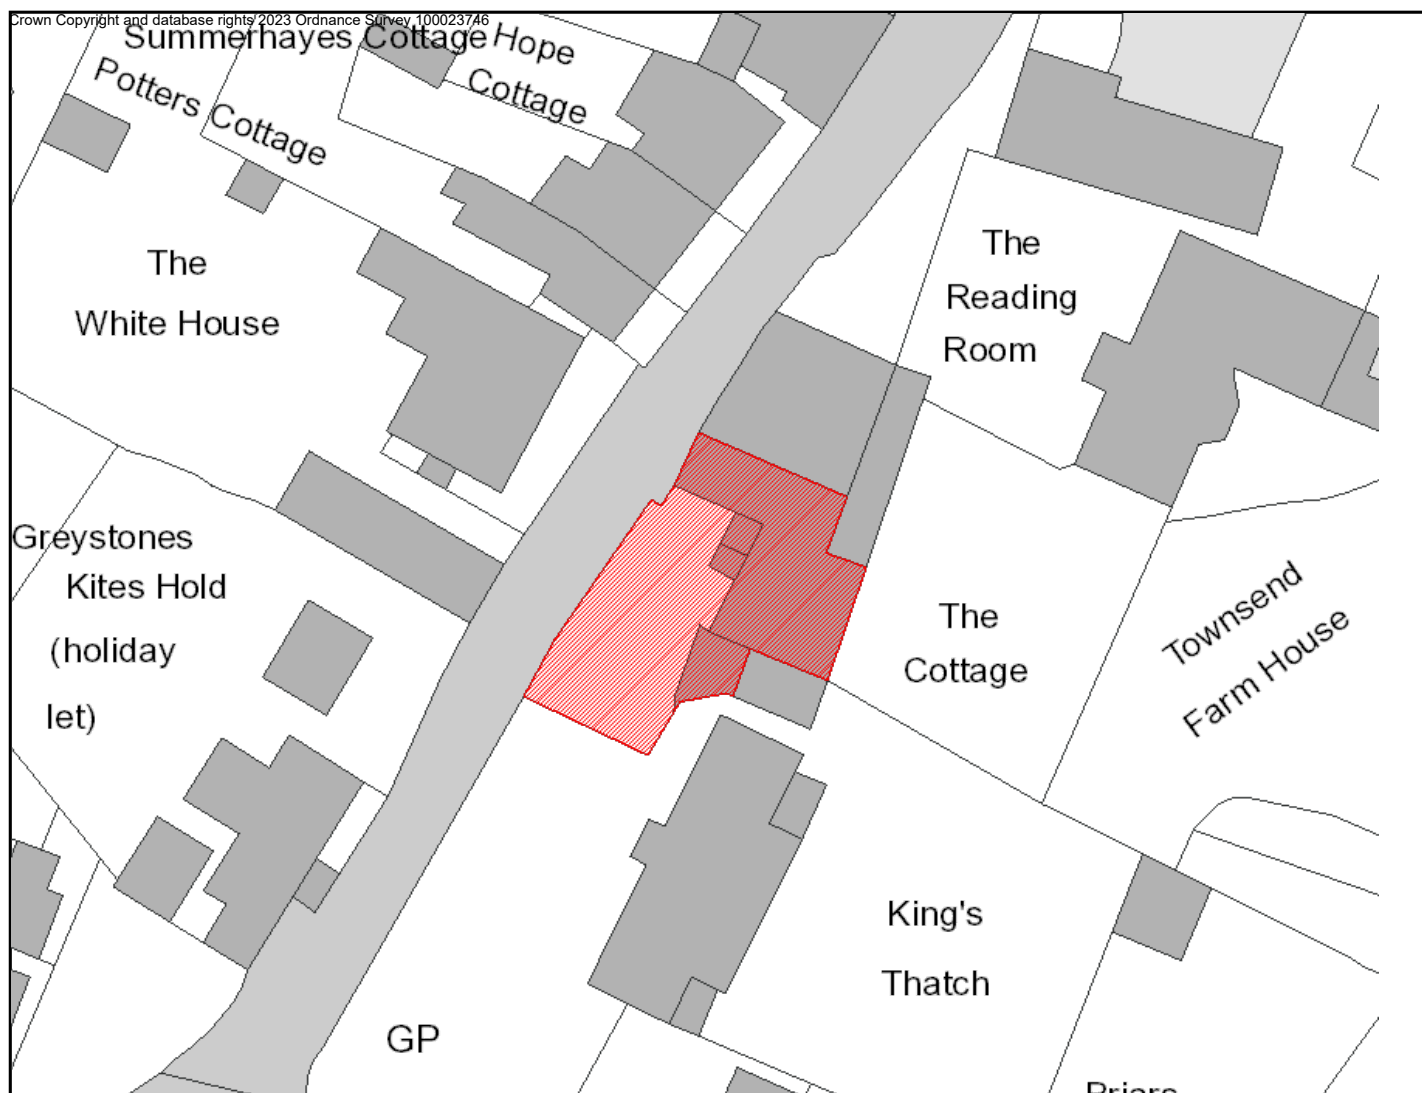 Crown Copyright and database rights 2023 Ordnance Survey 100023746
Summerhayes Cottage
Hope
Cottage
Potters Cottage
The
White House
The
Reading
Room
Greystones
Kites Hold
(holiday
let)
The
Cottage
Townsend
Farm House
King's
Thatch
GP